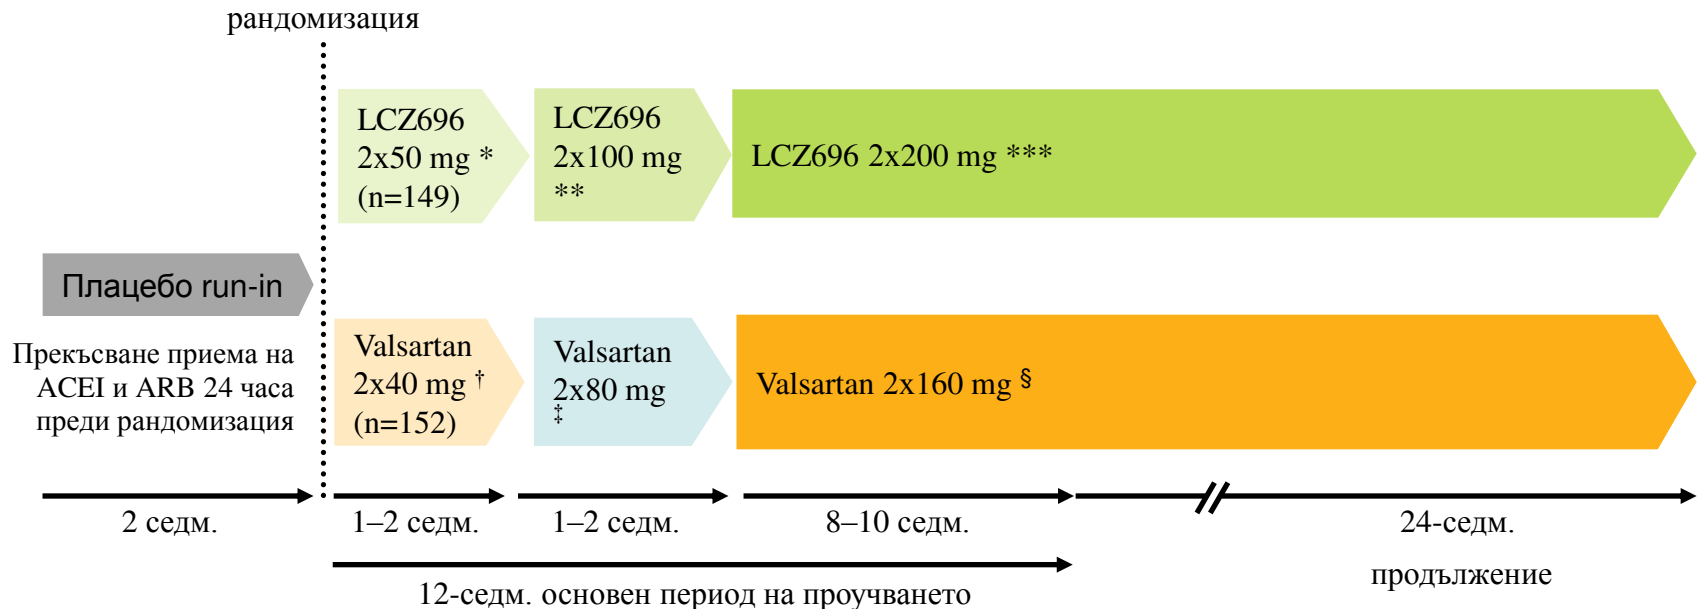 рандомизация
LCZ696
2x50 mg *
(n=149)
LCZ696
2x100 mg
**
LCZ696 2x200 mg ***
Плацебо run-in
Прекъсване приема на
ACEI и ARB 24 часа
преди рандомизация
Valsartan
2x40 mg †
(n=152)
Valsartan
2x80 mg
‡
Valsartan 2x160 mg §
2 седм.
1–2 седм.
1–2 седм.
8–10 седм.
24-седм.
продължение
12-седм. основен период на проучването